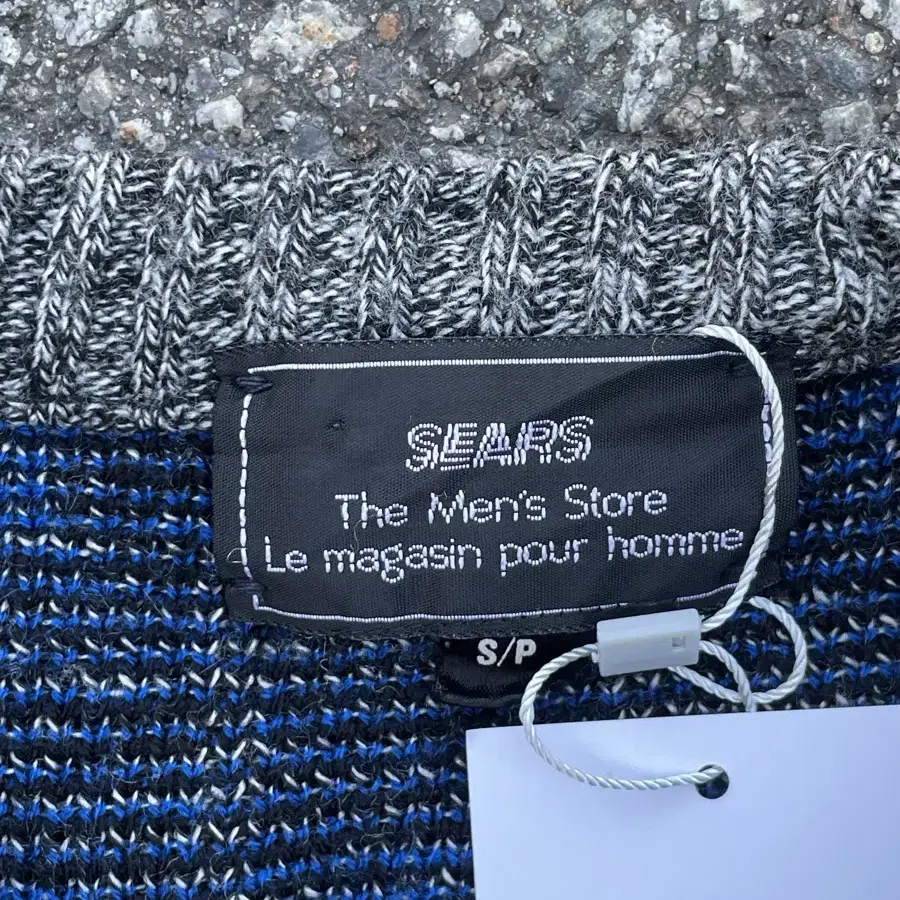 SEARS
The Men's Store
Le magasin pour homme
S/P